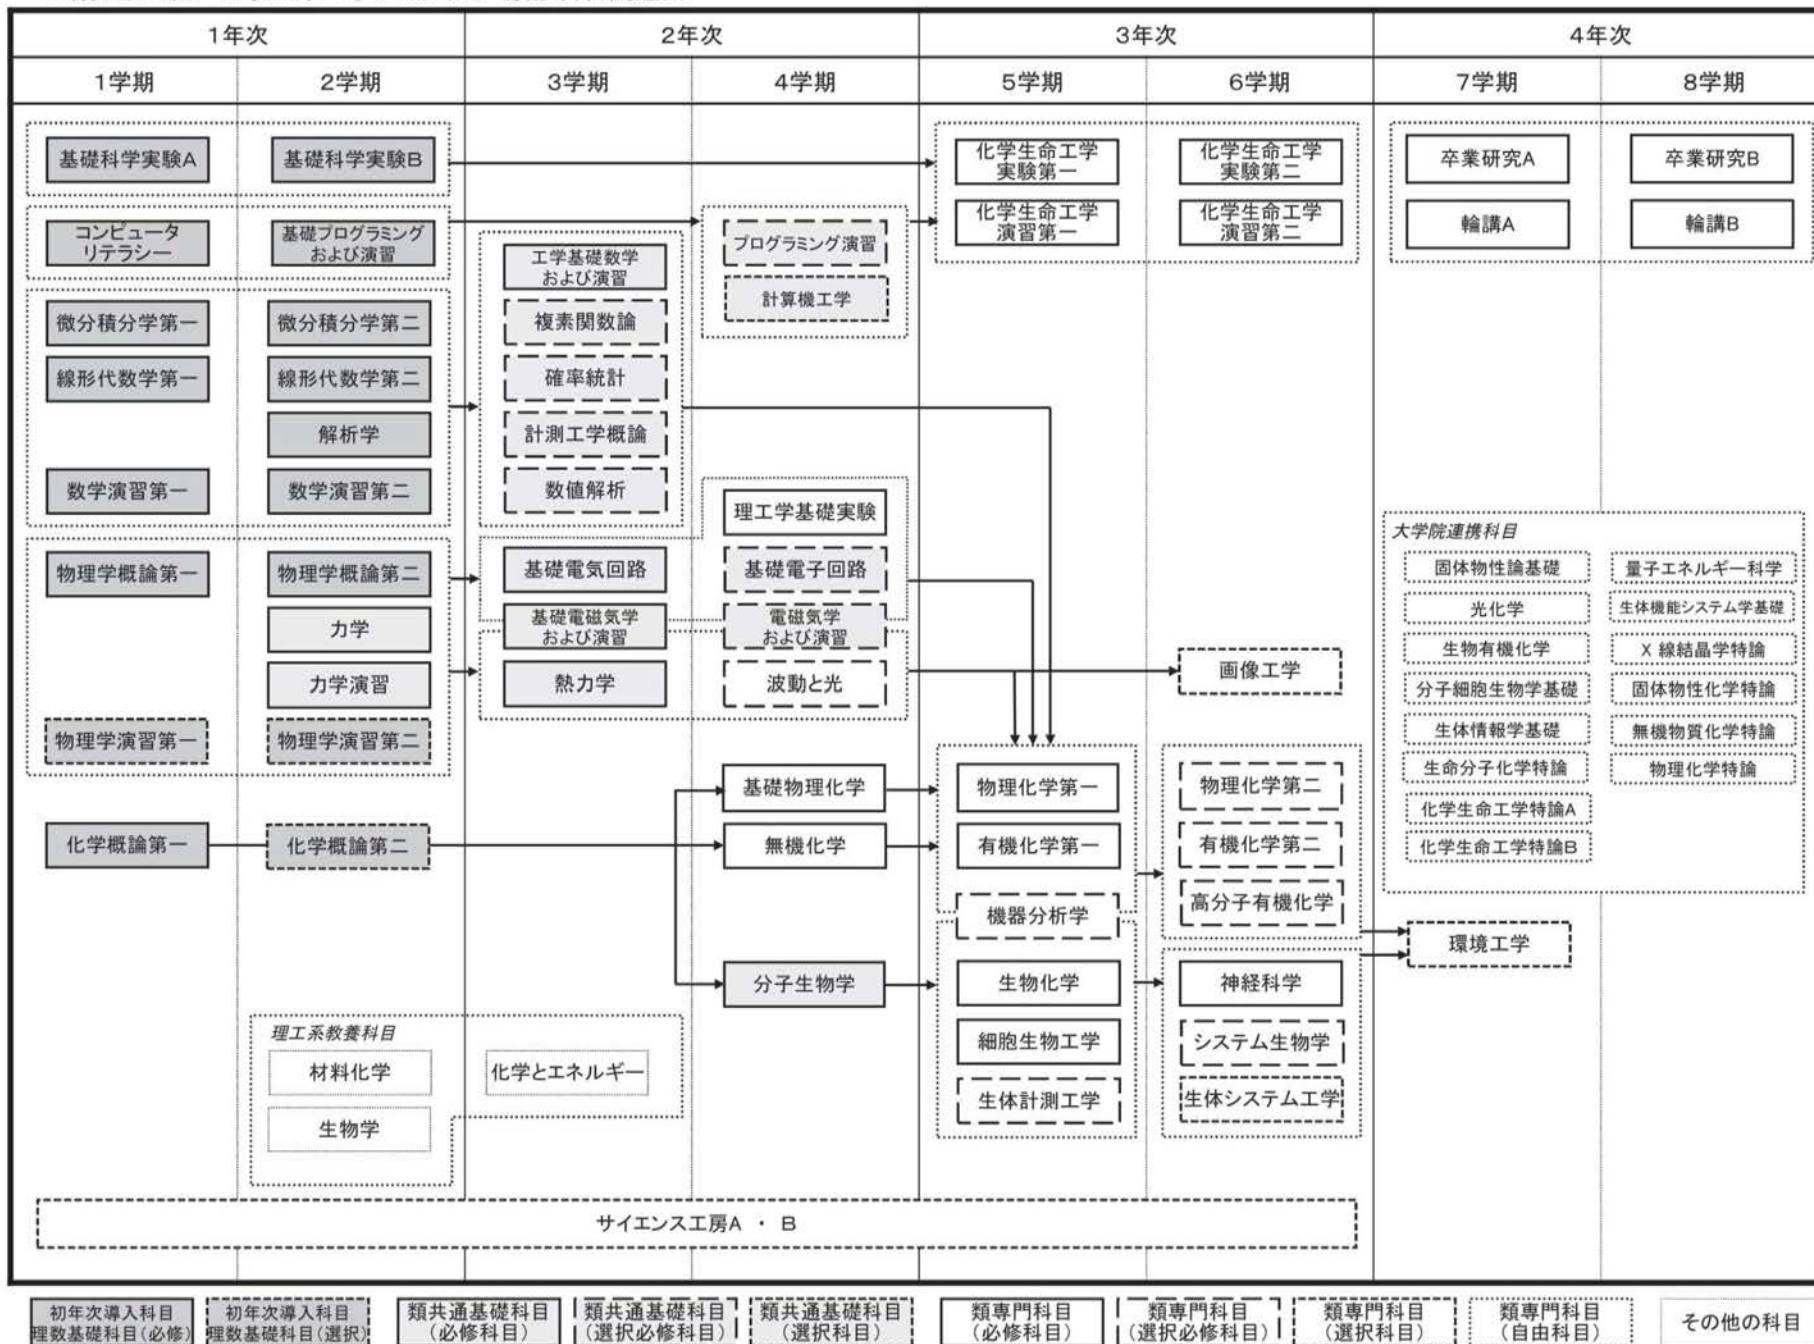 1年次
2年次
3年次
4年次
1学期
2学期
3学期
4学期
5学期
6学期
7学期
8学期
基礎科学実験A
基礎科学実験B
化学生命工学
実験第一
化学生命工学
実験第二
卒業研究A
卒業研究B
コンピュータ
リテラシー
基礎プログラミング
および演習
プログラミング演習
化学生命工学
演習第一
化学生命工学
演習第二
輪講A
輪講B
工学基礎数学
および演習
計算機工学
微分積分学第一
微分積分学第二
複素関数論
線形代数学第一
線形代数学第二
確率統計
解析学
計測工学概論
数学演習第一
数学演習第二
数値解析
理工学基礎実験
物理学概論第一
物理学概論第二
基礎電気回路
基礎電子回路
力学
基礎電磁気学
および演習
電磁気学
および演習
力学演習
熱力学
波動と光
画像工学
物理学演習第一
物理学演習第二
大学院連携科目
固体物性論基礎
量子エネルギー科学
光化学
生体機能システム学基礎
生物有機化学
X 線結晶学特論
分子細胞生物学基礎
固体物性化学特論
生体情報学基礎
無機物質化学特論
生命分子化学特論
物理化学特論
化学生命工学特論A
化学生命工学特論B
基礎物理化学
物理化学第一
物理化学第二
化学概論第一
化学概論第二
無機化学
有機化学第一
有機化学第二
機器分析学
高分子有機化学
環境工学
分子生物学
生物化学
神経科学
理工系教養科目
材料化学
化学とエネルギー
細胞生物工学
システム生物学
生物学
生体計測工学
生体システム工学
サイエンス工房A ・ B
初年次導入科目
理数基礎科目(必修)
初年次導入科目
理数基礎科目(選択)
類共通基礎科目
(必修科目)
類共通基礎科目
(選択必修科目)
類共通基礎科目
(選択科目)
類専門科目
(必修科目)
類専門科目
(選択必修科目)
類専門科目
(選択科目)
類専門科目
(自由科目)
その他の科目